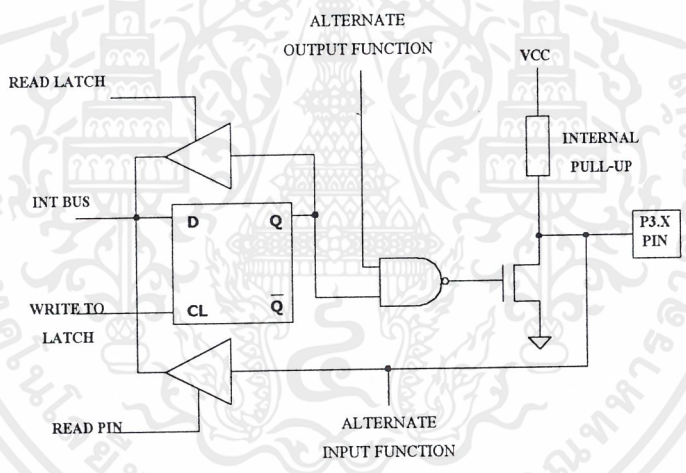 ALTERNATE
OUTPUT FUNCTION
VCC
READ LATCH
INTERNAL
PULL-UP
INT BUS
D
Q
P3.X
PIN
WRITE TO
LATCH
CL
Q̅
READ PIN
ALTERNATE
INPUT FUNCTION